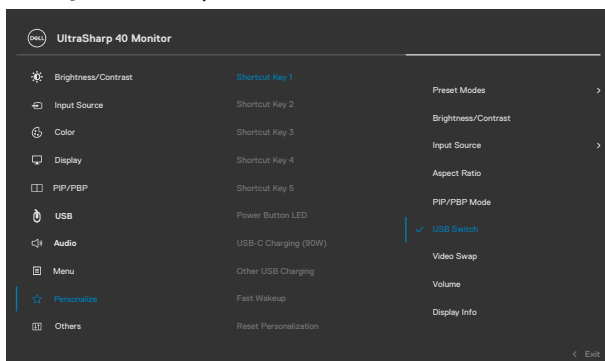 DELL
UltraSharp 40 Monitor
Brightness/Contrast
Input Source
Color
Display
PIP/PBP
USB
Audio
Menu
Personalize
Others
Shortcut Key 1
Shortcut Key 2
Shortcut Key 3
Shortcut Key 4
Shortcut Key 5
Power Button LED
USB-C Charging (90W)
Other USB Charging
Fast Wakeup
Reset Personalization
Preset Modes
Brightness/Contrast
Input Source
Aspect Ratio
PIP/PBP Mode
USB Switch
Video Swap
Volume
Display Info
Exit